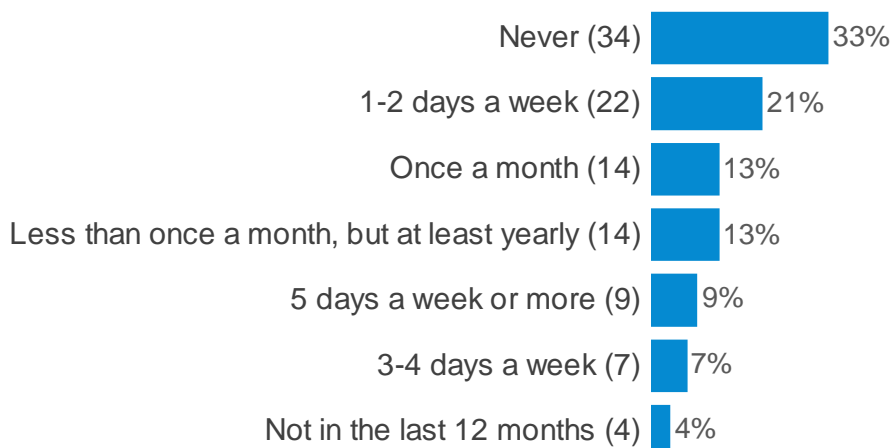 Never (34) 33%
1-2 days a week (22) 21%
Once a month (14) 13%
Less than once a month, but at least yearly (14) 13%
5 days a week or more (9) 9%
3-4 days a week (7) 7%
Not in the last 12 months (4) 4%